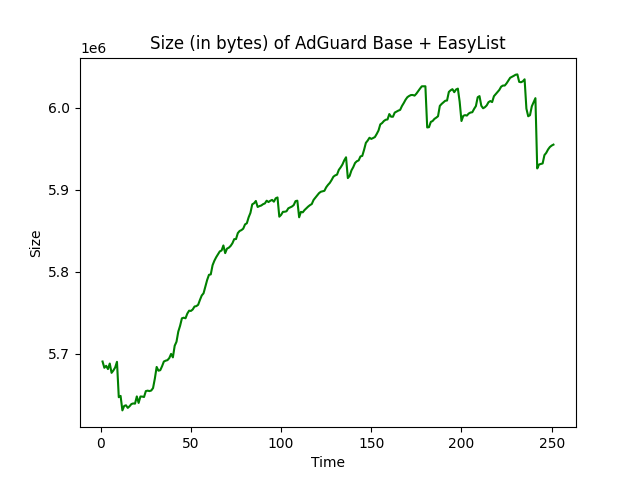 Size (in bytes) of AdGuard Base + EasyList
1e6
6.0
5.9
5.8
5.7
Size
0 50 100 150 200 250
Time